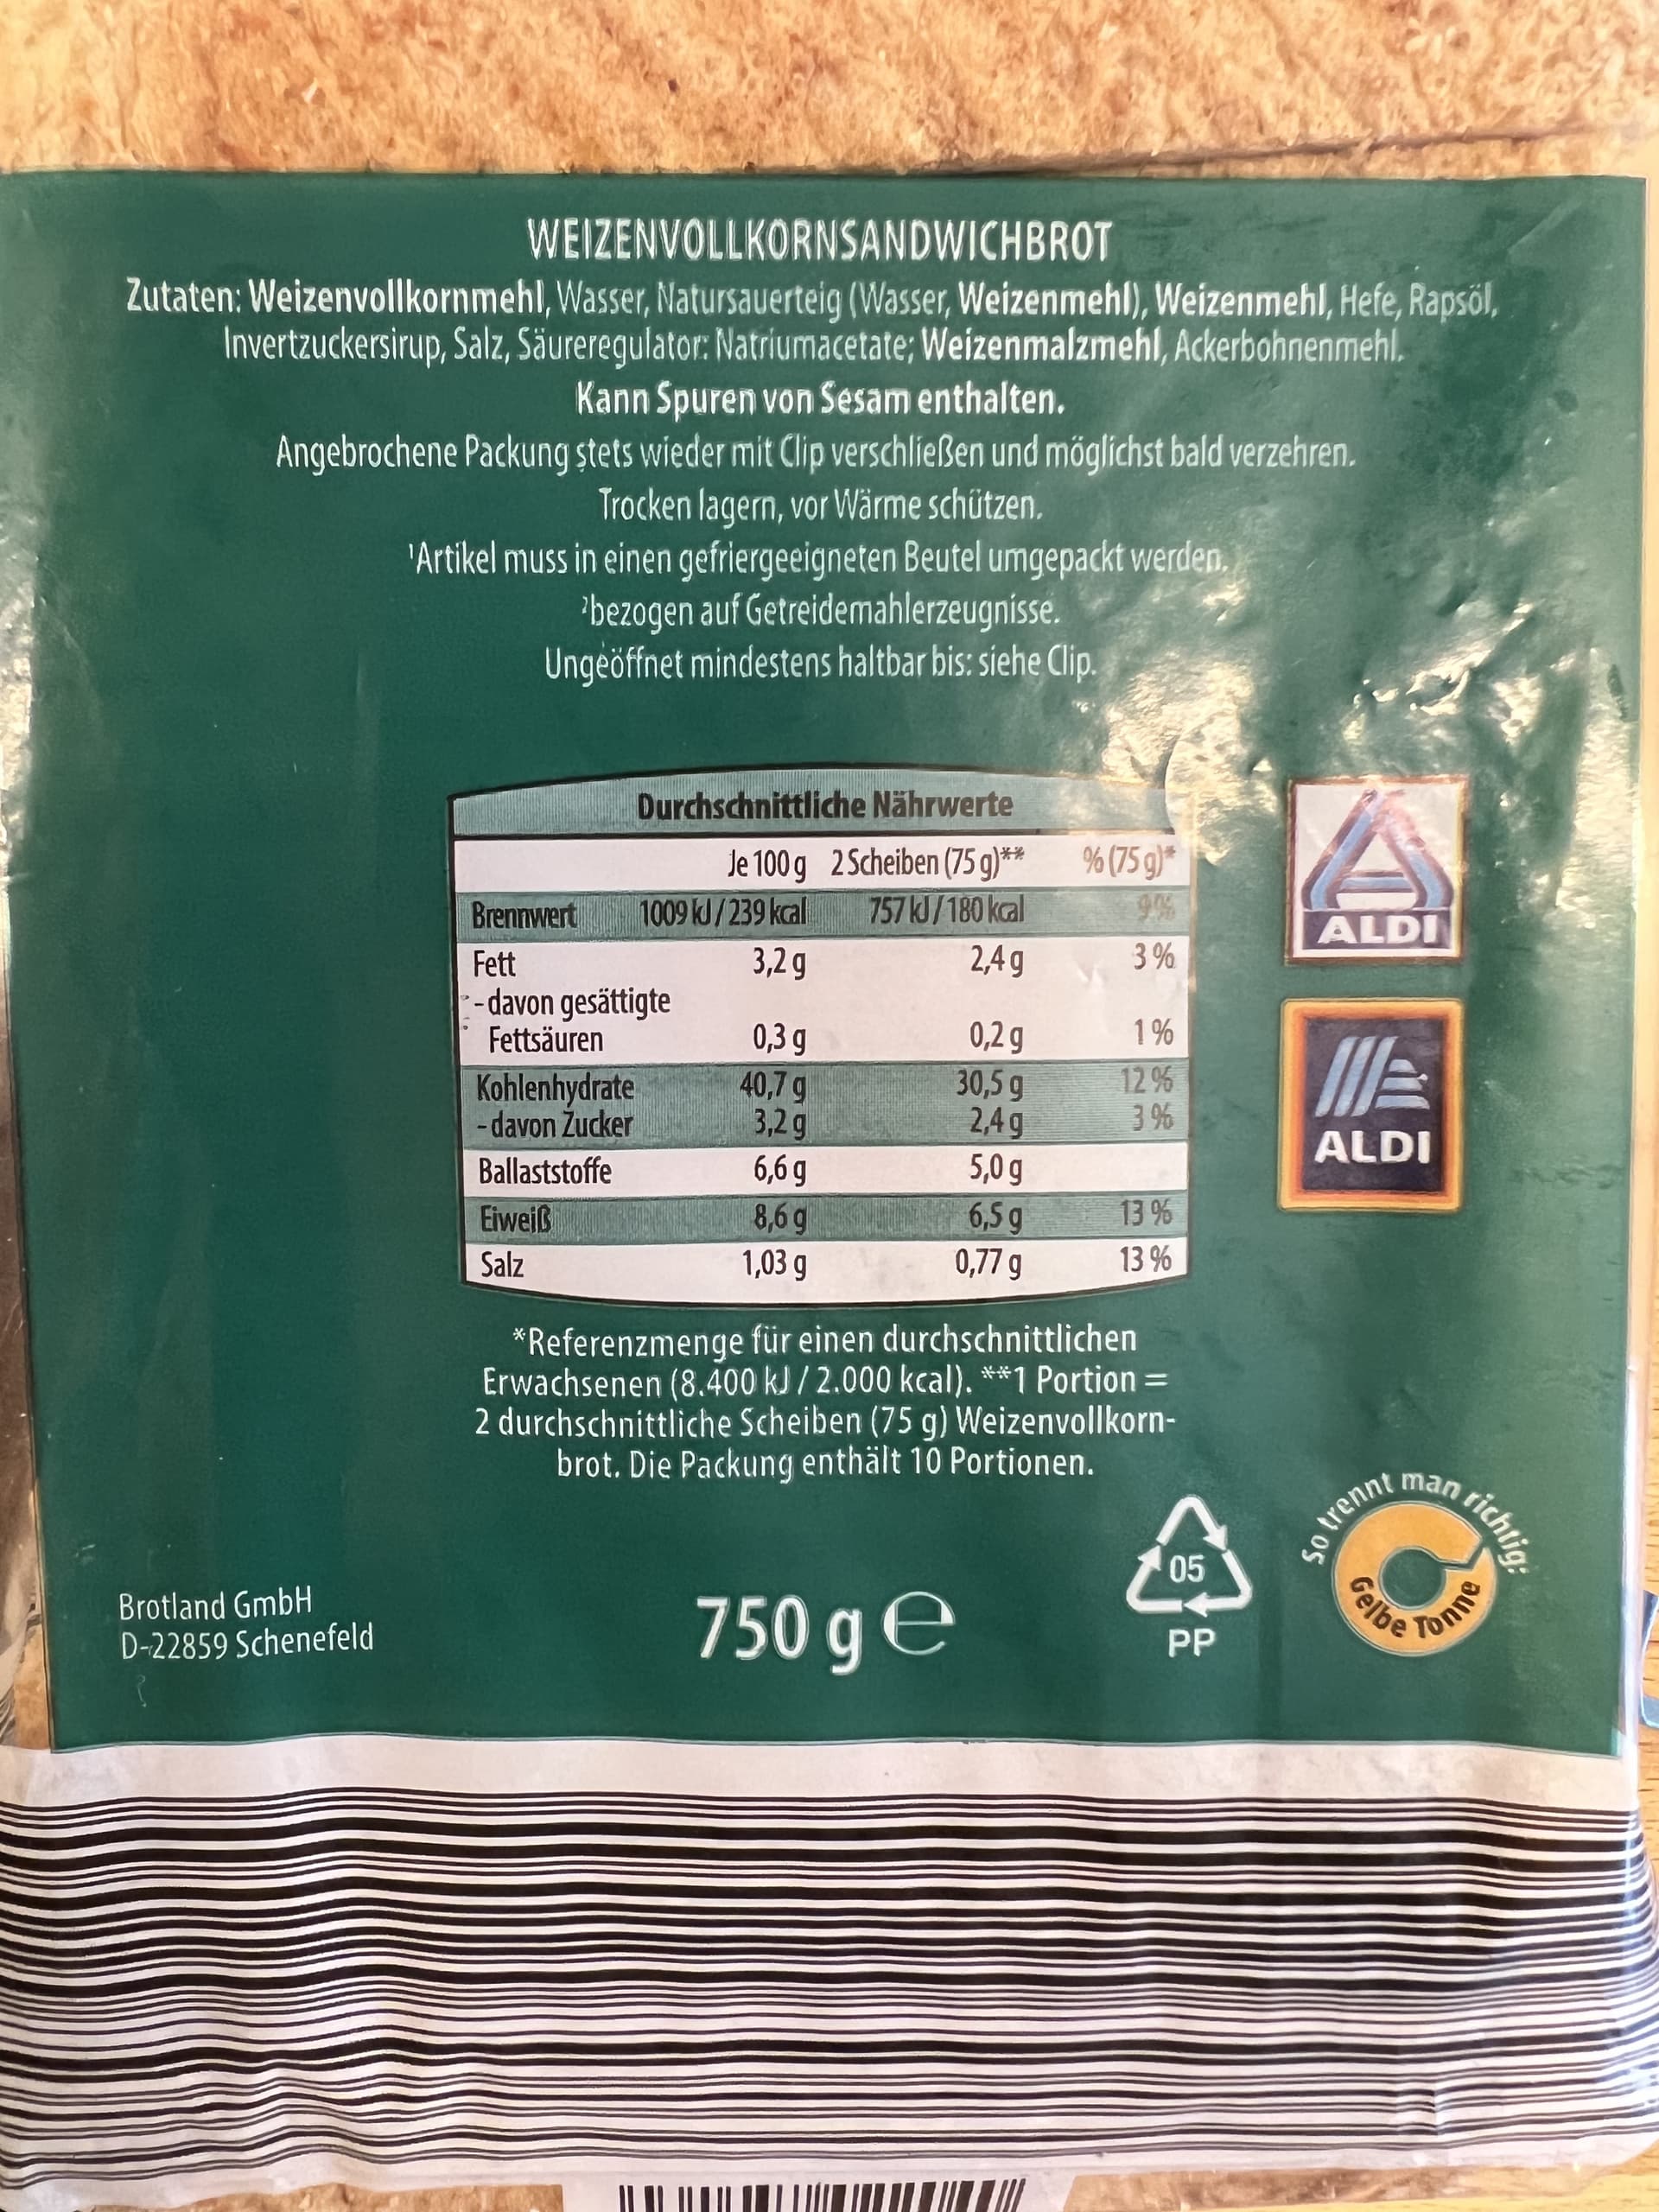 WEIZENVOLLKORNSANDWICHBROT
Zutaten: Weizenvollkornmehl, Wasser, Natursauerteig (Wasser, Weizenmehl), Weizenmehl, Hefe, Rapsöl,
Invertzuckersirup, Salz, Säureregulator: Natriumacetate; Weizenmalzmehl, Ackerbohnenmehl.
Kann Spuren von Sesam enthalten.
Angebrochene Packung stets wieder mit Clip verschließen und möglichst bald verzehren.
Trocken lagern, vor Wärme schützen.
¹Artikel muss in einen gefriergeeigneten Beutel umgepackt werden.
²bezogen auf Getreidemahlerzeugnisse.
Ungeöffnet mindestens haltbar bis: siehe Clip.
Durchschnittliche Nährwerte
Je 100 g 2 Scheiben (75 g)** % (75 g)*
Brennwert 1009 kJ / 239 kcal 757 kJ / 180 kcal 9 %
Fett 3,2 g 2,4 g 3 %
- davon gesättigte
Fettsäuren 0,3 g 0,2 g 1 %
Kohlenhydrate 40,7 g 30,5 g 12 %
- davon Zucker 3,2 g 2,4 g 3 %
Ballaststoffe 6,6 g 5,0 g
Eiweiß 8,6 g 6,5 g 13 %
Salz 1,03 g 0,77 g 13 %
ALDI
ALDI
*Referenzmenge für einen durchschnittlichen
Erwachsenen (8.400 kJ / 2.000 kcal). **1 Portion =
2 durchschnittliche Scheiben (75 g) Weizenvollkorn-
brot. Die Packung enthält 10 Portionen.
Brotland GmbH
D-22859 Schenefeld
750 g e
05
PP
So trennt man richtig:
Gelbe Tonne